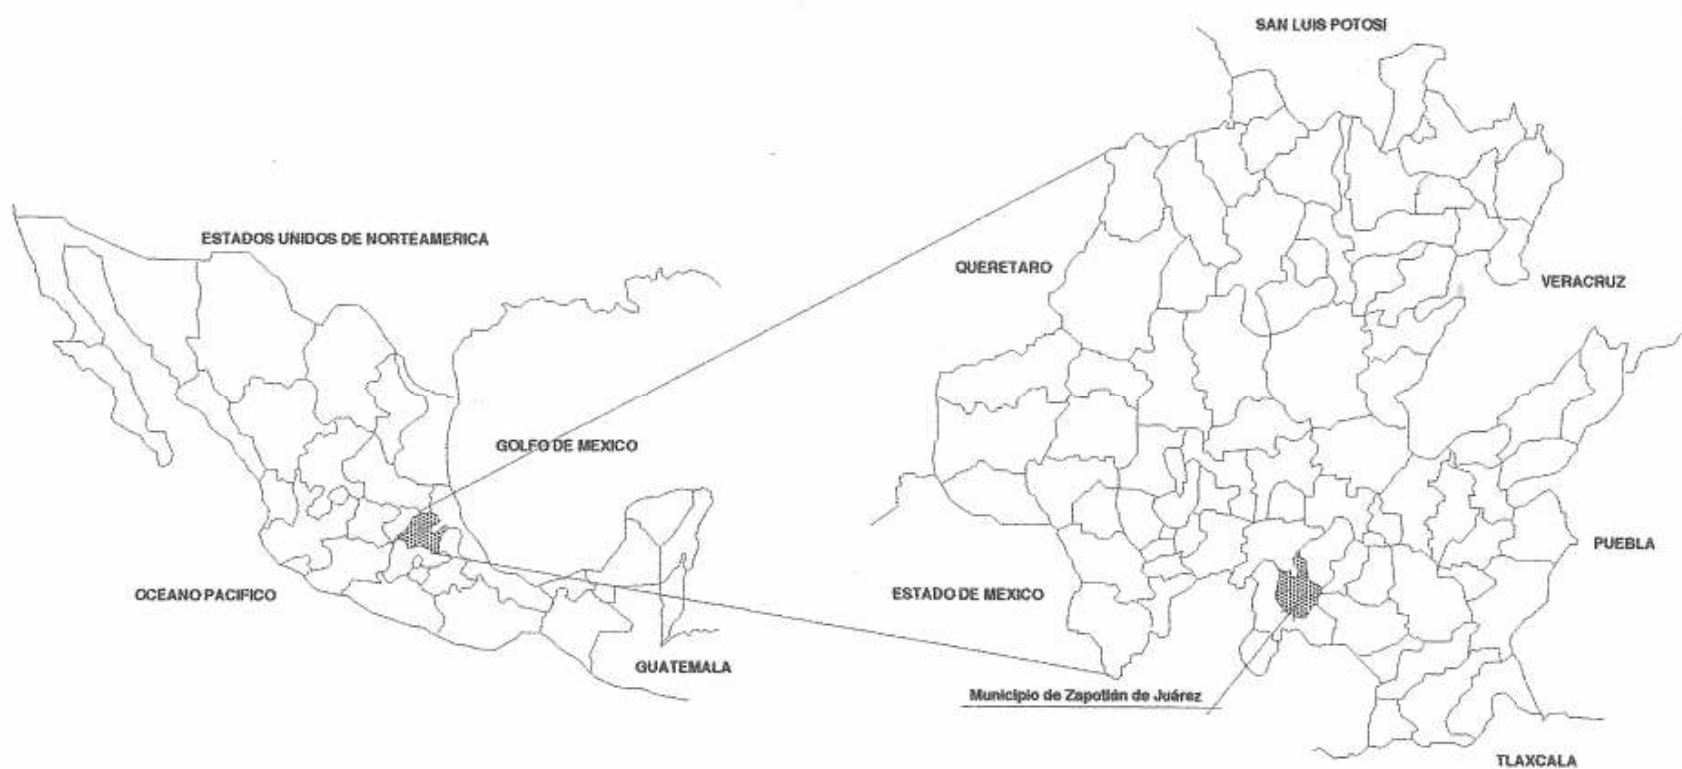 SAN LUIS POTOSI
ESTADOS UNIDOS DE NORTEAMERICA
QUERETARO
VERACRUZ
GOLFO DE MEXICO
PUEBLA
OCEANO PACIFICO
ESTADO DE MEXICO
GUATEMALA
Municipio de Zapotlán de Juárez
TLAXCALA